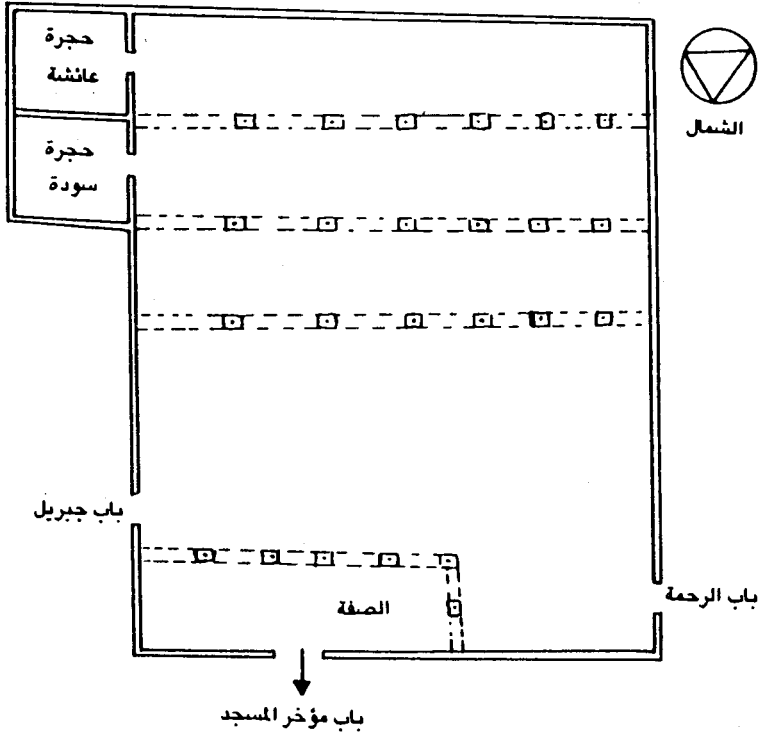 حجرة
عائشة
الشمال
حجرة
سودة
باب جبريل
باب الرحمة
الصفة
باب مؤخر المسجد